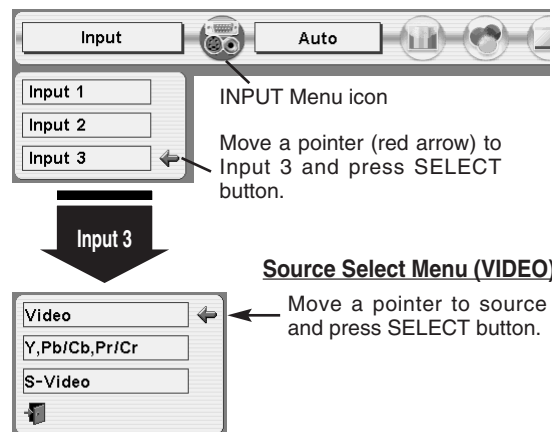 Input
Auto
Input 1
Input 2
Input 3
INPUT Menu icon
Move a pointer (red arrow) to
Input 3 and press SELECT
button.
Input 3
Source Select Menu (VIDEO)
Video
Y,Pb/Cb,Pr/Cr
S-Video
Move a pointer to source
and press SELECT button.